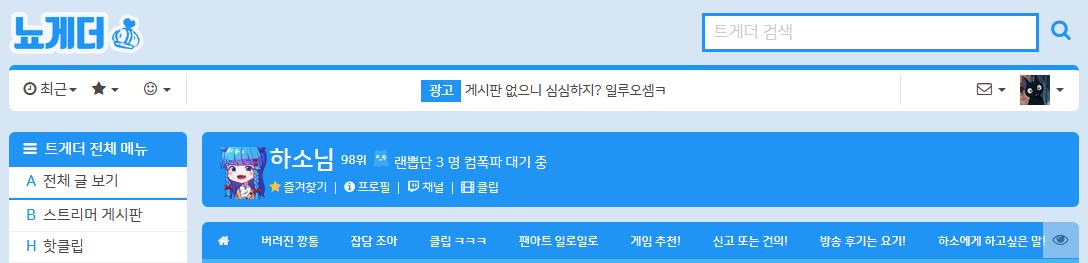 뇨게더
트게더 검색
최근
광고 게시판 없으니 심심하지? 일루오셈ㅋ
트게더 전체 메뉴
A 전체 글 보기
B 스트리머 게시판
H 핫클립
하소님 98위 랜뽑단 3 명 컴폭파 대기 중
즐겨찾기 | 프로필 | 채널 | 클립
버려진 깡통 잡담 조아 클립 ㅋㅋㅋ 팬아트 일로일로 게임 추천! 신고 또는 건의! 방송 후기는 요기! 하소에게 하고싶은 말!